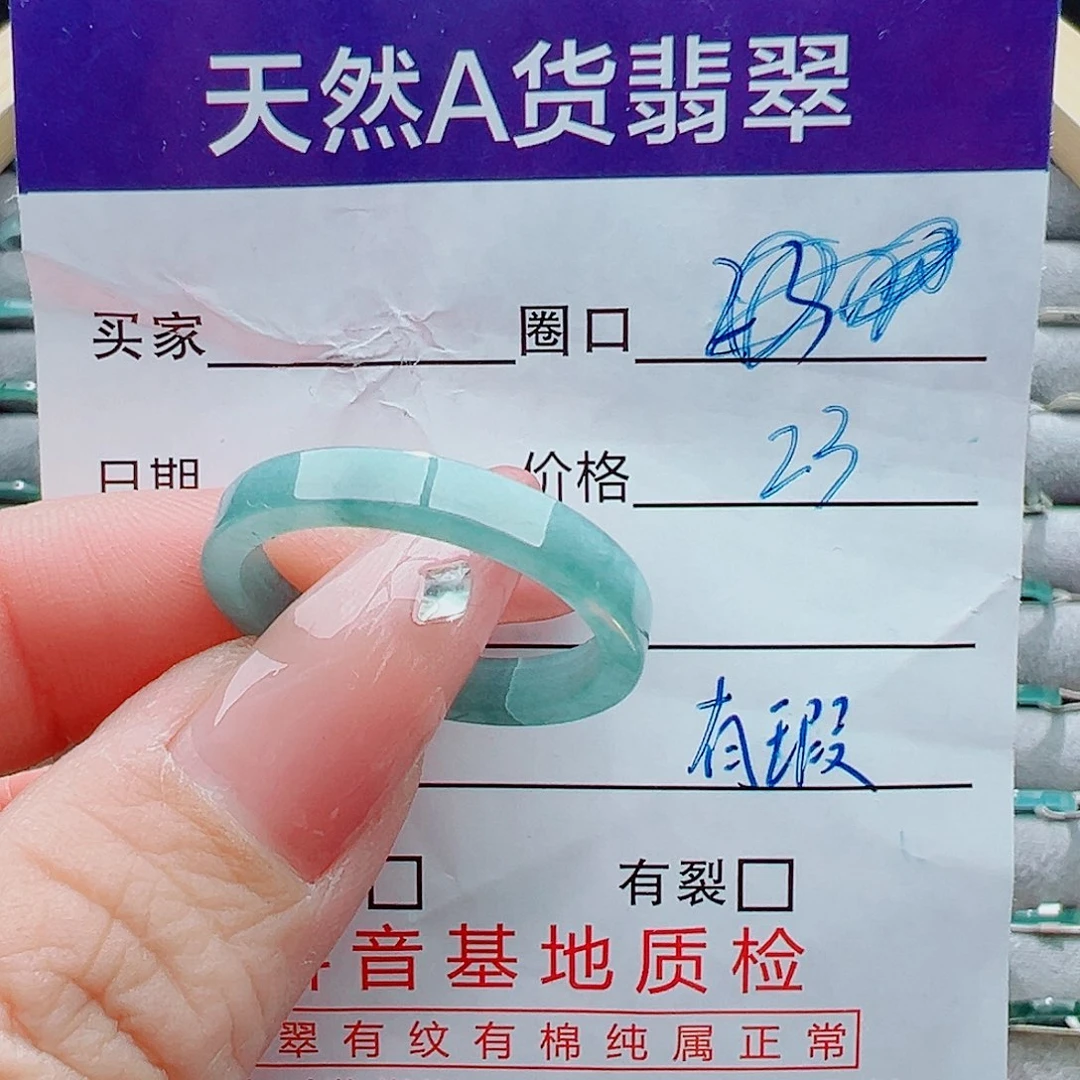 天然A货翡翠
买家 圈口
日期 价格 23
有瑕
有裂
音基地质检
翠有纹有棉纯属正常